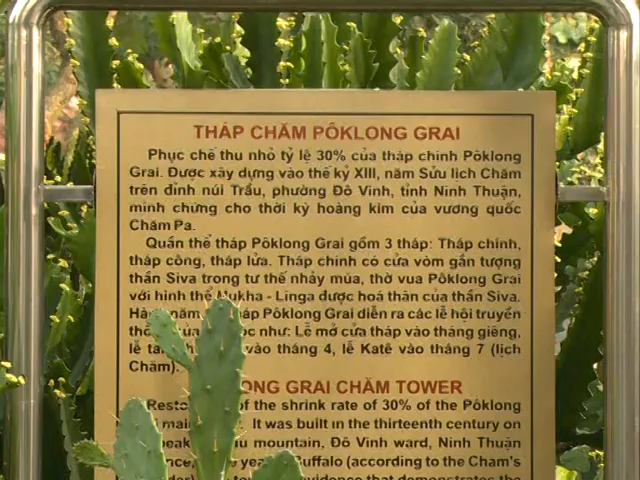 THÁP CHĂM PÔKLONG GRAI
Phục chế thu nhỏ tỷ lệ 30% của tháp chính Pôklong
Grai. Được xây dựng vào thế kỷ XIII, năm Sửu lịch Chăm
trên đỉnh núi Trầu, phường Đô Vinh, tỉnh Ninh Thuận,
minh chứng cho thời kỳ hoàng kim của vương quốc
Chăm Pa.
Quần thể tháp Pôklong Grai gồm 3 tháp: Tháp chính,
tháp cổng, tháp lửa. Tháp chính có cửa vòm gắn tượng
thần Siva trong tư thế nhảy múa, thờ vua Pôklong Grai
với hình thể Mukha - Linga được hoá thân của thần Siva.
năm tháp Pôklong Grai diễn ra các lễ hội truyền
của như: Lễ mở cửa tháp vào tháng giêng,
lễ vào tháng 4, lễ Katê vào tháng 7 (lịch
Chăm).
GRAI CHĂM TOWER
of the shrink rate of 30% of the Pôklong
It was built in the thirteenth century on
mountain, Đô Vinh ward, Ninh Thuận
Buffalo (according to the Cham's
evidence that demonstrates the